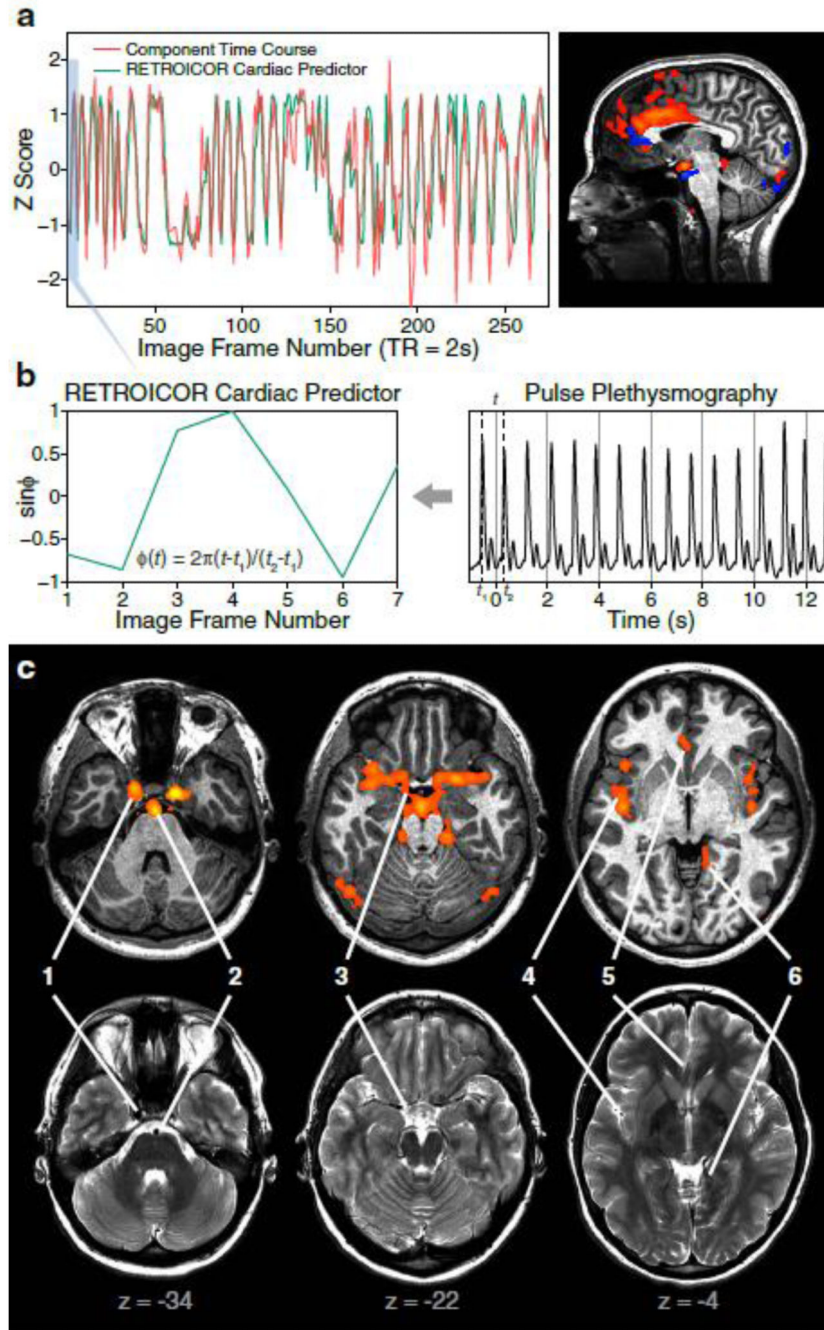 a
Component Time Course
RETROICOR Cardiac Predictor
Z Score
2
1
0
−1
−2
50 100 150 200 250
Image Frame Number (TR = 2s)
b
RETROICOR Cardiac Predictor
sinϕ
1
0.5
0
−0.5
−1
ϕ(t) = 2π(t-t₁)/(t₂-t₁)
1 2 3 4 5 6 7
Image Frame Number
Pulse Plethysmography
t
t₁ 0 t₂ 2 4 6 8 10 12
Time (s)
c
1 2 3 4 5 6
z = -34 z = -22 z = -4